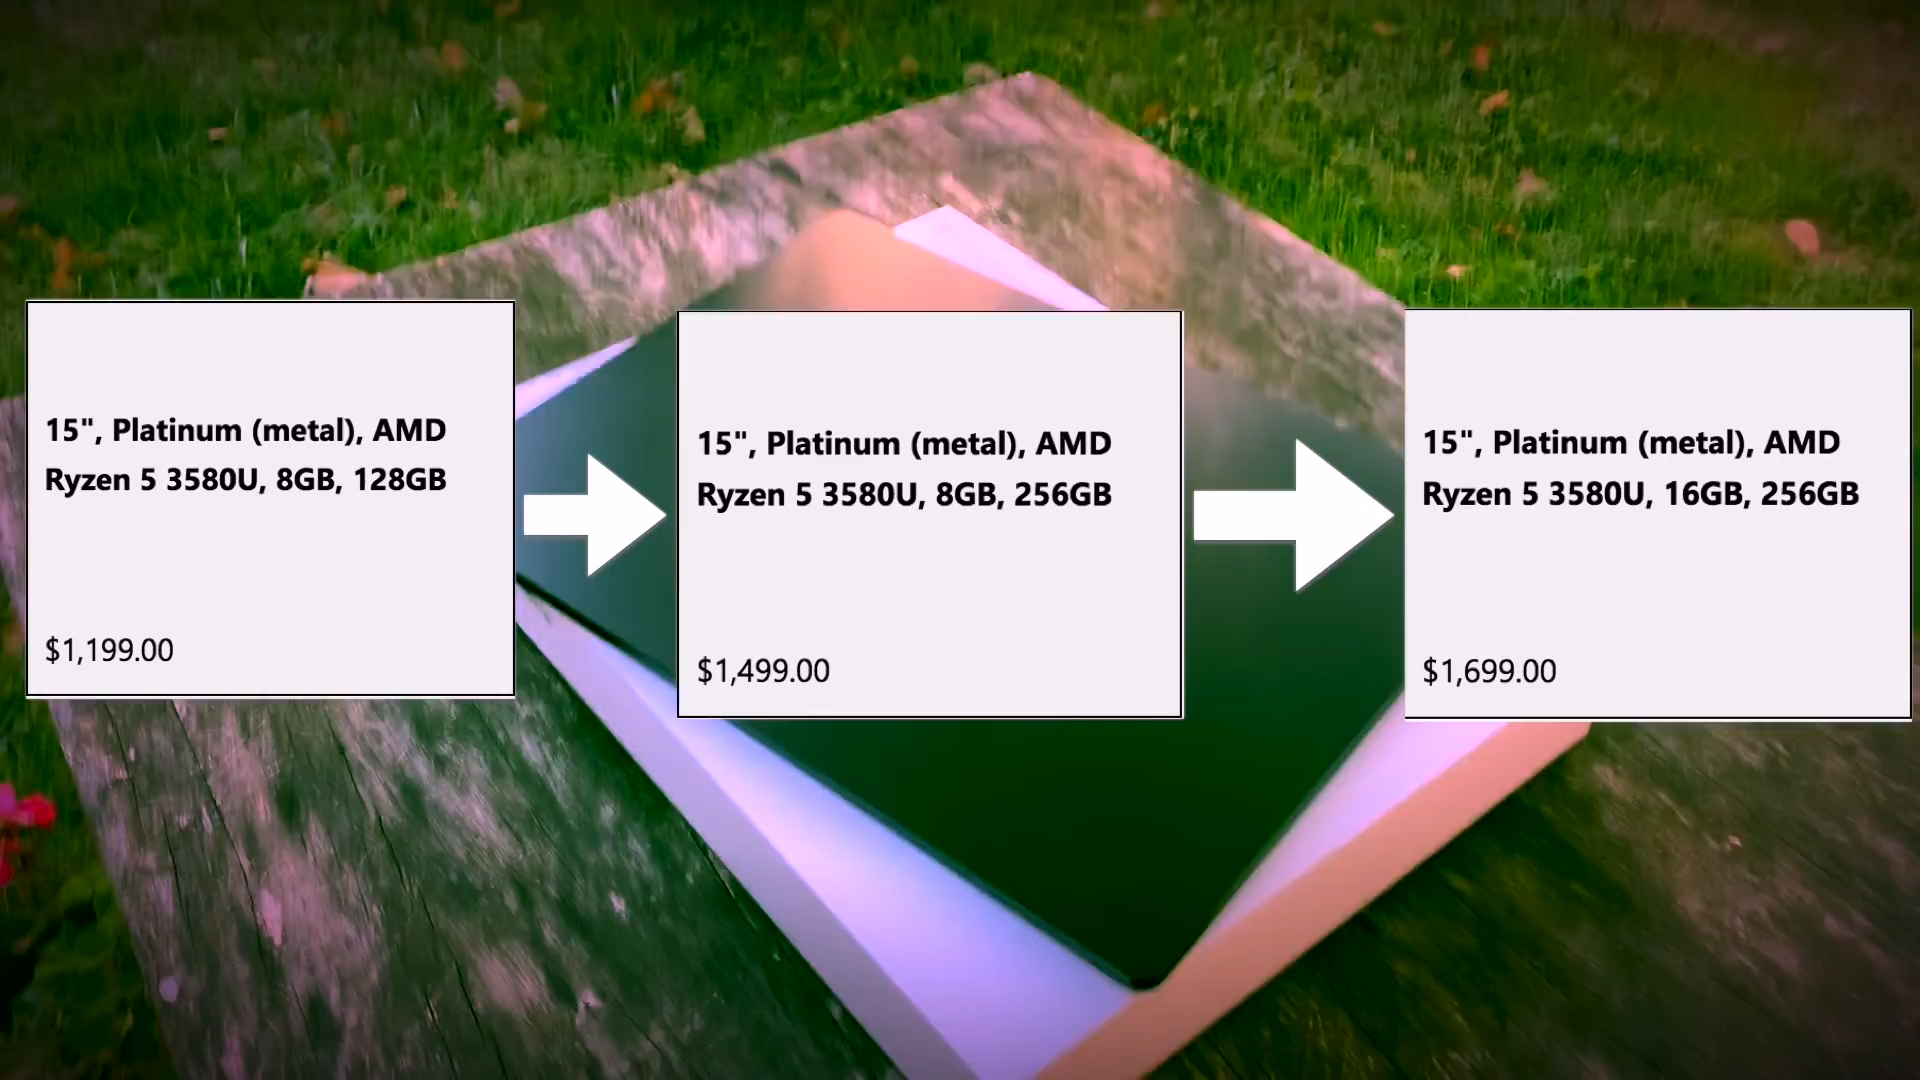 15", Platinum (metal), AMD
Ryzen 5 3580U, 8GB, 128GB
$1,199.00
15", Platinum (metal), AMD
Ryzen 5 3580U, 8GB, 256GB
$1,499.00
15", Platinum (metal), AMD
Ryzen 5 3580U, 16GB, 256GB
$1,699.00